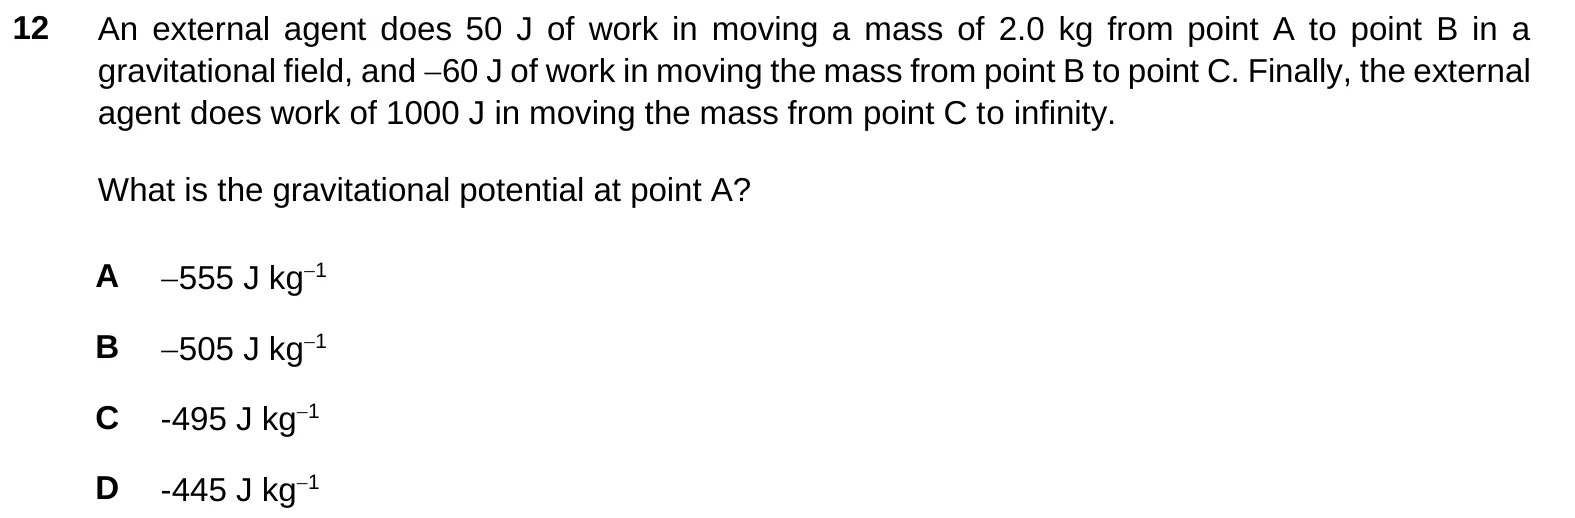 12 An external agent does 50 J of work in moving a mass of 2.0 kg from point A to point B in a
gravitational field, and –60 J of work in moving the mass from point B to point C. Finally, the external
agent does work of 1000 J in moving the mass from point C to infinity.
What is the gravitational potential at point A?
A –555 J kg⁻¹
B –505 J kg⁻¹
C -495 J kg⁻¹
D -445 J kg⁻¹